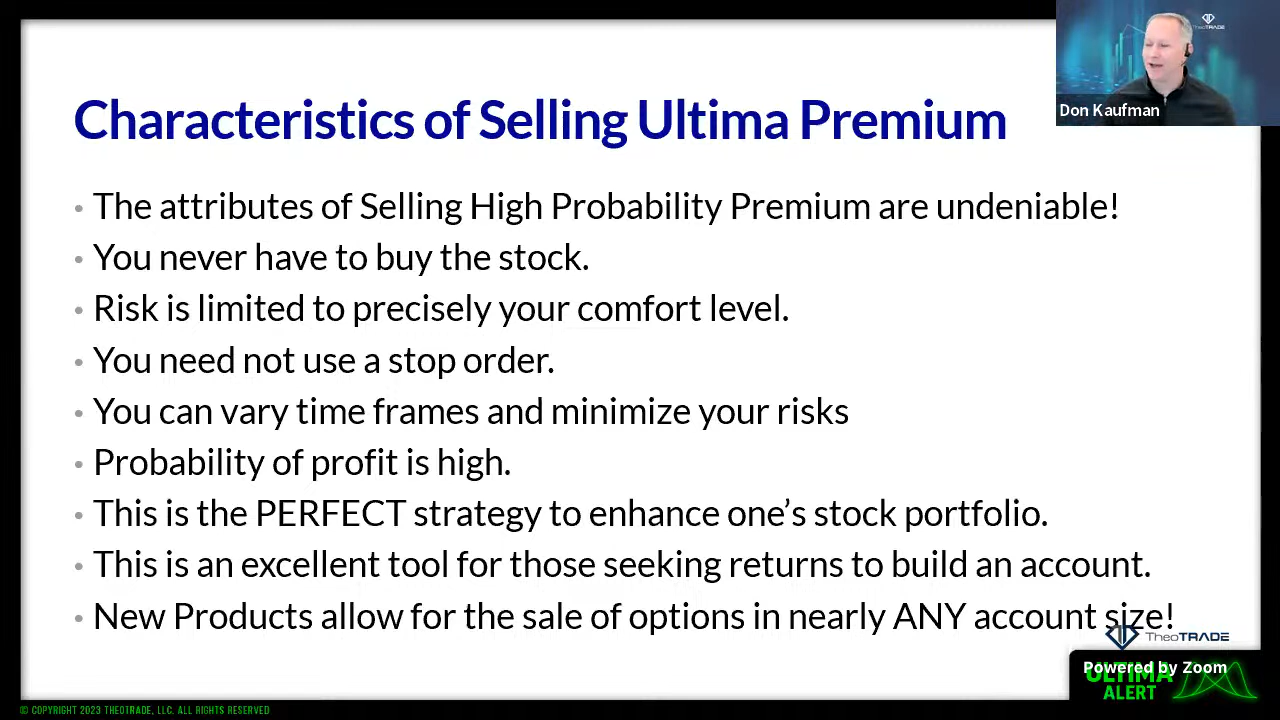 TheoTRADE
Don Kaufman
Characteristics of Selling Ultima Premium
• The attributes of Selling High Probability Premium are undeniable!
• You never have to buy the stock.
• Risk is limited to precisely your comfort level.
• You need not use a stop order.
• You can vary time frames and minimize your risks
• Probability of profit is high.
• This is the PERFECT strategy to enhance one’s stock portfolio.
• This is an excellent tool for those seeking returns to build an account.
• New Products allow for the sale of options in nearly ANY account size!
TheoTRADE
Powered by Zoom
ULTIMA
ALERT
© COPYRIGHT 2023 THEOTRADE, LLC. ALL RIGHTS RESERVED